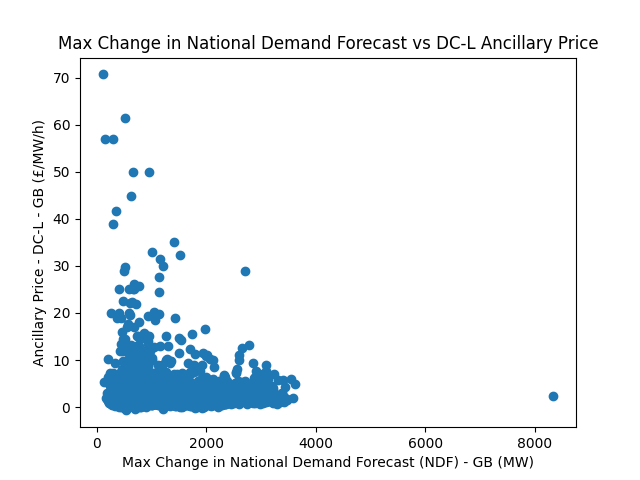 Max Change in National Demand Forecast vs DC-L Ancillary Price
70
60
50
40
30
20
10
0
Ancillary Price - DC-L - GB (£/MW/h)
0 2000 4000 6000 8000
Max Change in National Demand Forecast (NDF) - GB (MW)